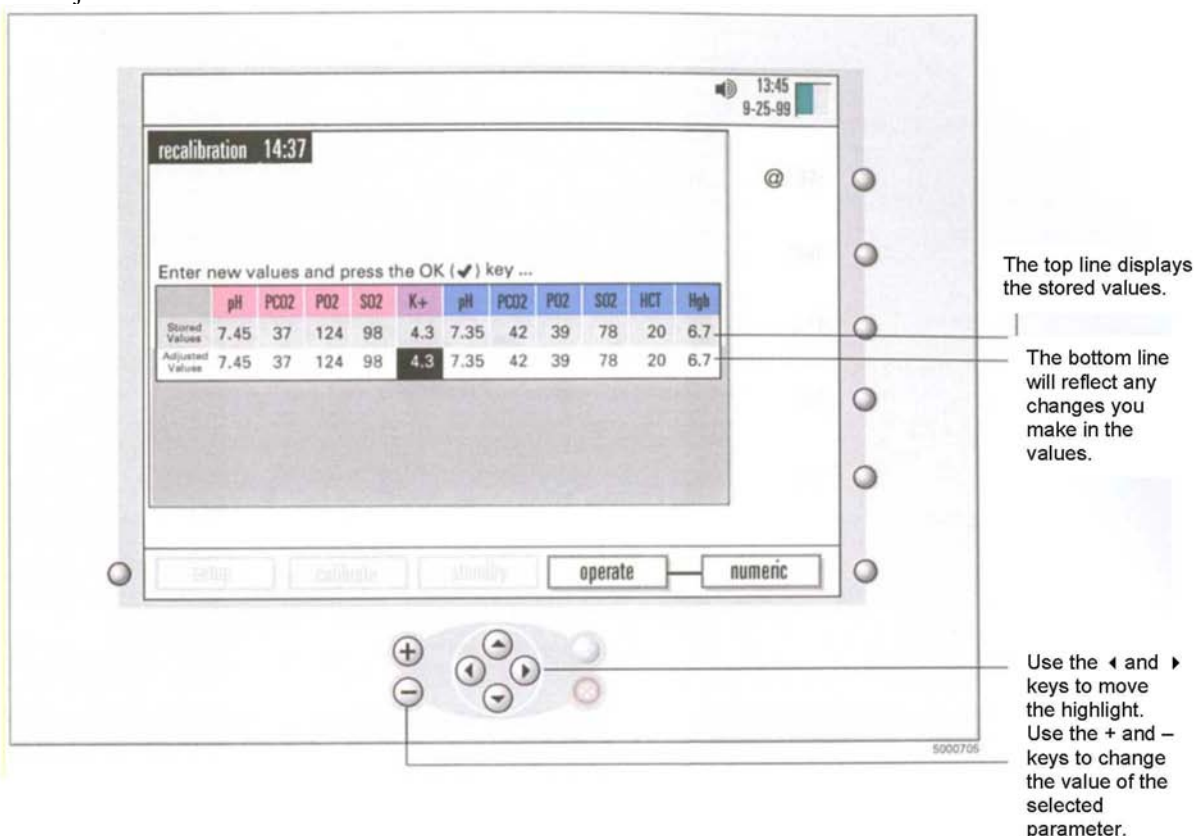 13:45
9-25-99
recalibration 14:37
@
Enter new values and press the OK (✔) key ...
pH PCO2 PO2 SO2 K+ pH PCO2 PO2 SO2 HCT Hgb
Stored Values 7.45 37 124 98 4.3 7.35 42 39 78 20 6.7
Adjusted Values 7.45 37 124 98 4.3 7.35 42 39 78 20 6.7
setup calibrate standby operate numeric
The top line displays
the stored values.
The bottom line
will reflect any
changes you
make in the
values.
Use the ◂ and ▸
keys to move
the highlight.
Use the + and –
keys to change
the value of the
selected
parameter.
5000705